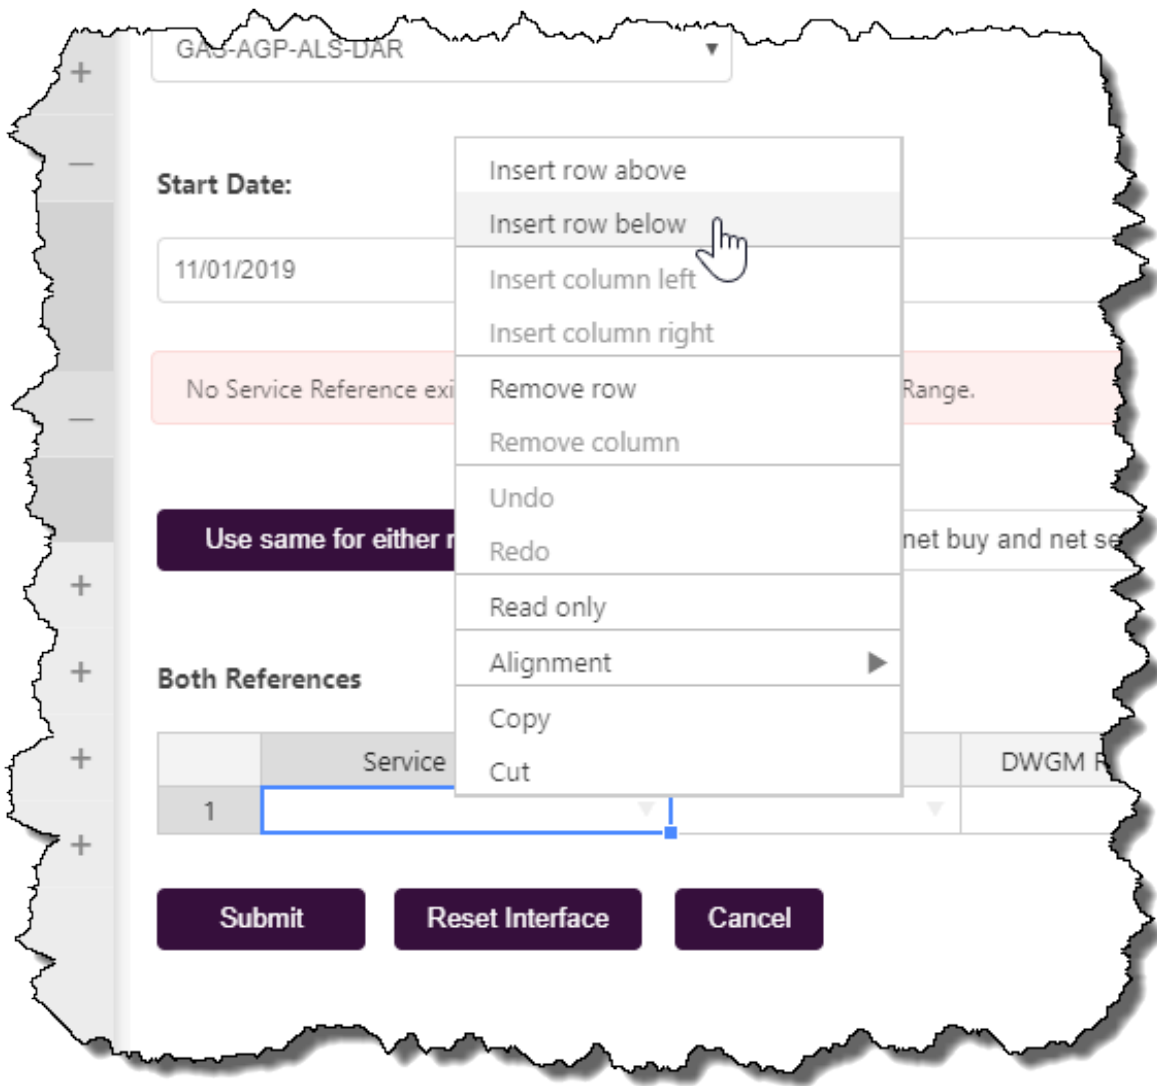 GAS-AGP-ALS-DAR
Start Date:
11/01/2019
Insert row above
Insert row below
Insert column left
Insert column right
Remove row
Remove column
Undo
Redo
Read only
Alignment
Copy
Cut
No Service Reference
Range.
Use same for either
net buy and net
Both References
Service
DWGM
1
Submit
Reset Interface
Cancel